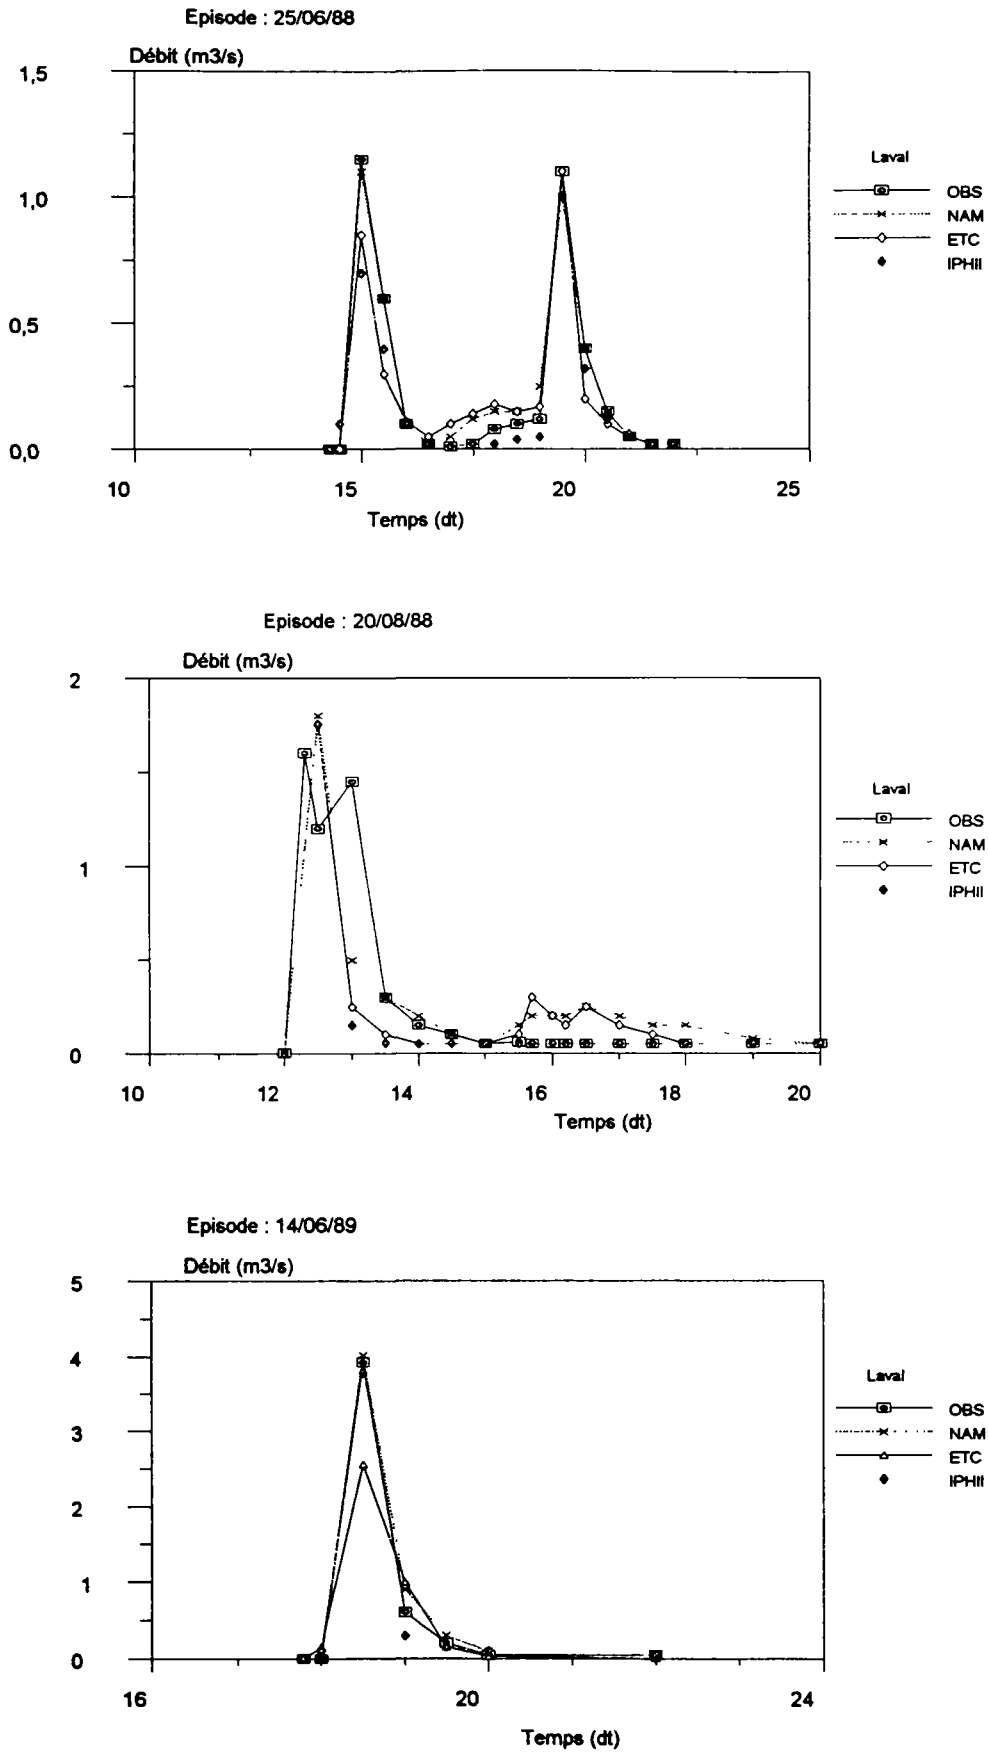 Episode : 25/06/88
Débit (m3/s)
1,5
1,0
0,5
0,0
10
15
20
25
Temps (dt)
Laval
OBS
NAM
ETC
IPHII
Episode : 20/08/88
Débit (m3/s)
2
1
0
10
12
14
16
18
20
Temps (dt)
Laval
OBS
NAM
ETC
IPHII
Episode : 14/06/89
Débit (m3/s)
5
4
3
2
1
0
16
20
24
Temps (dt)
Laval
OBS
NAM
ETC
IPHII